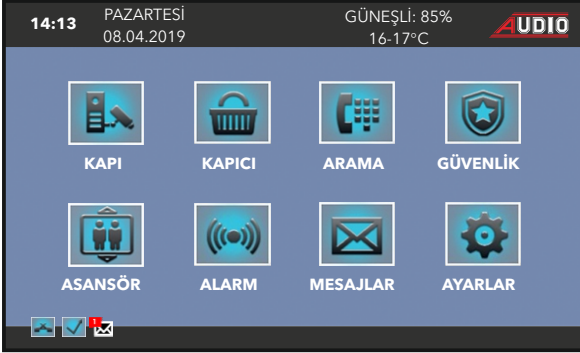 14:13
PAZARTESİ
08.04.2019
GÜNEŞLİ: 85%
16-17°C
AUDIO
KAPI KAPICI ARAMA GÜVENLİK
ASANSÖR ALARM MESAJLAR AYARLAR
1